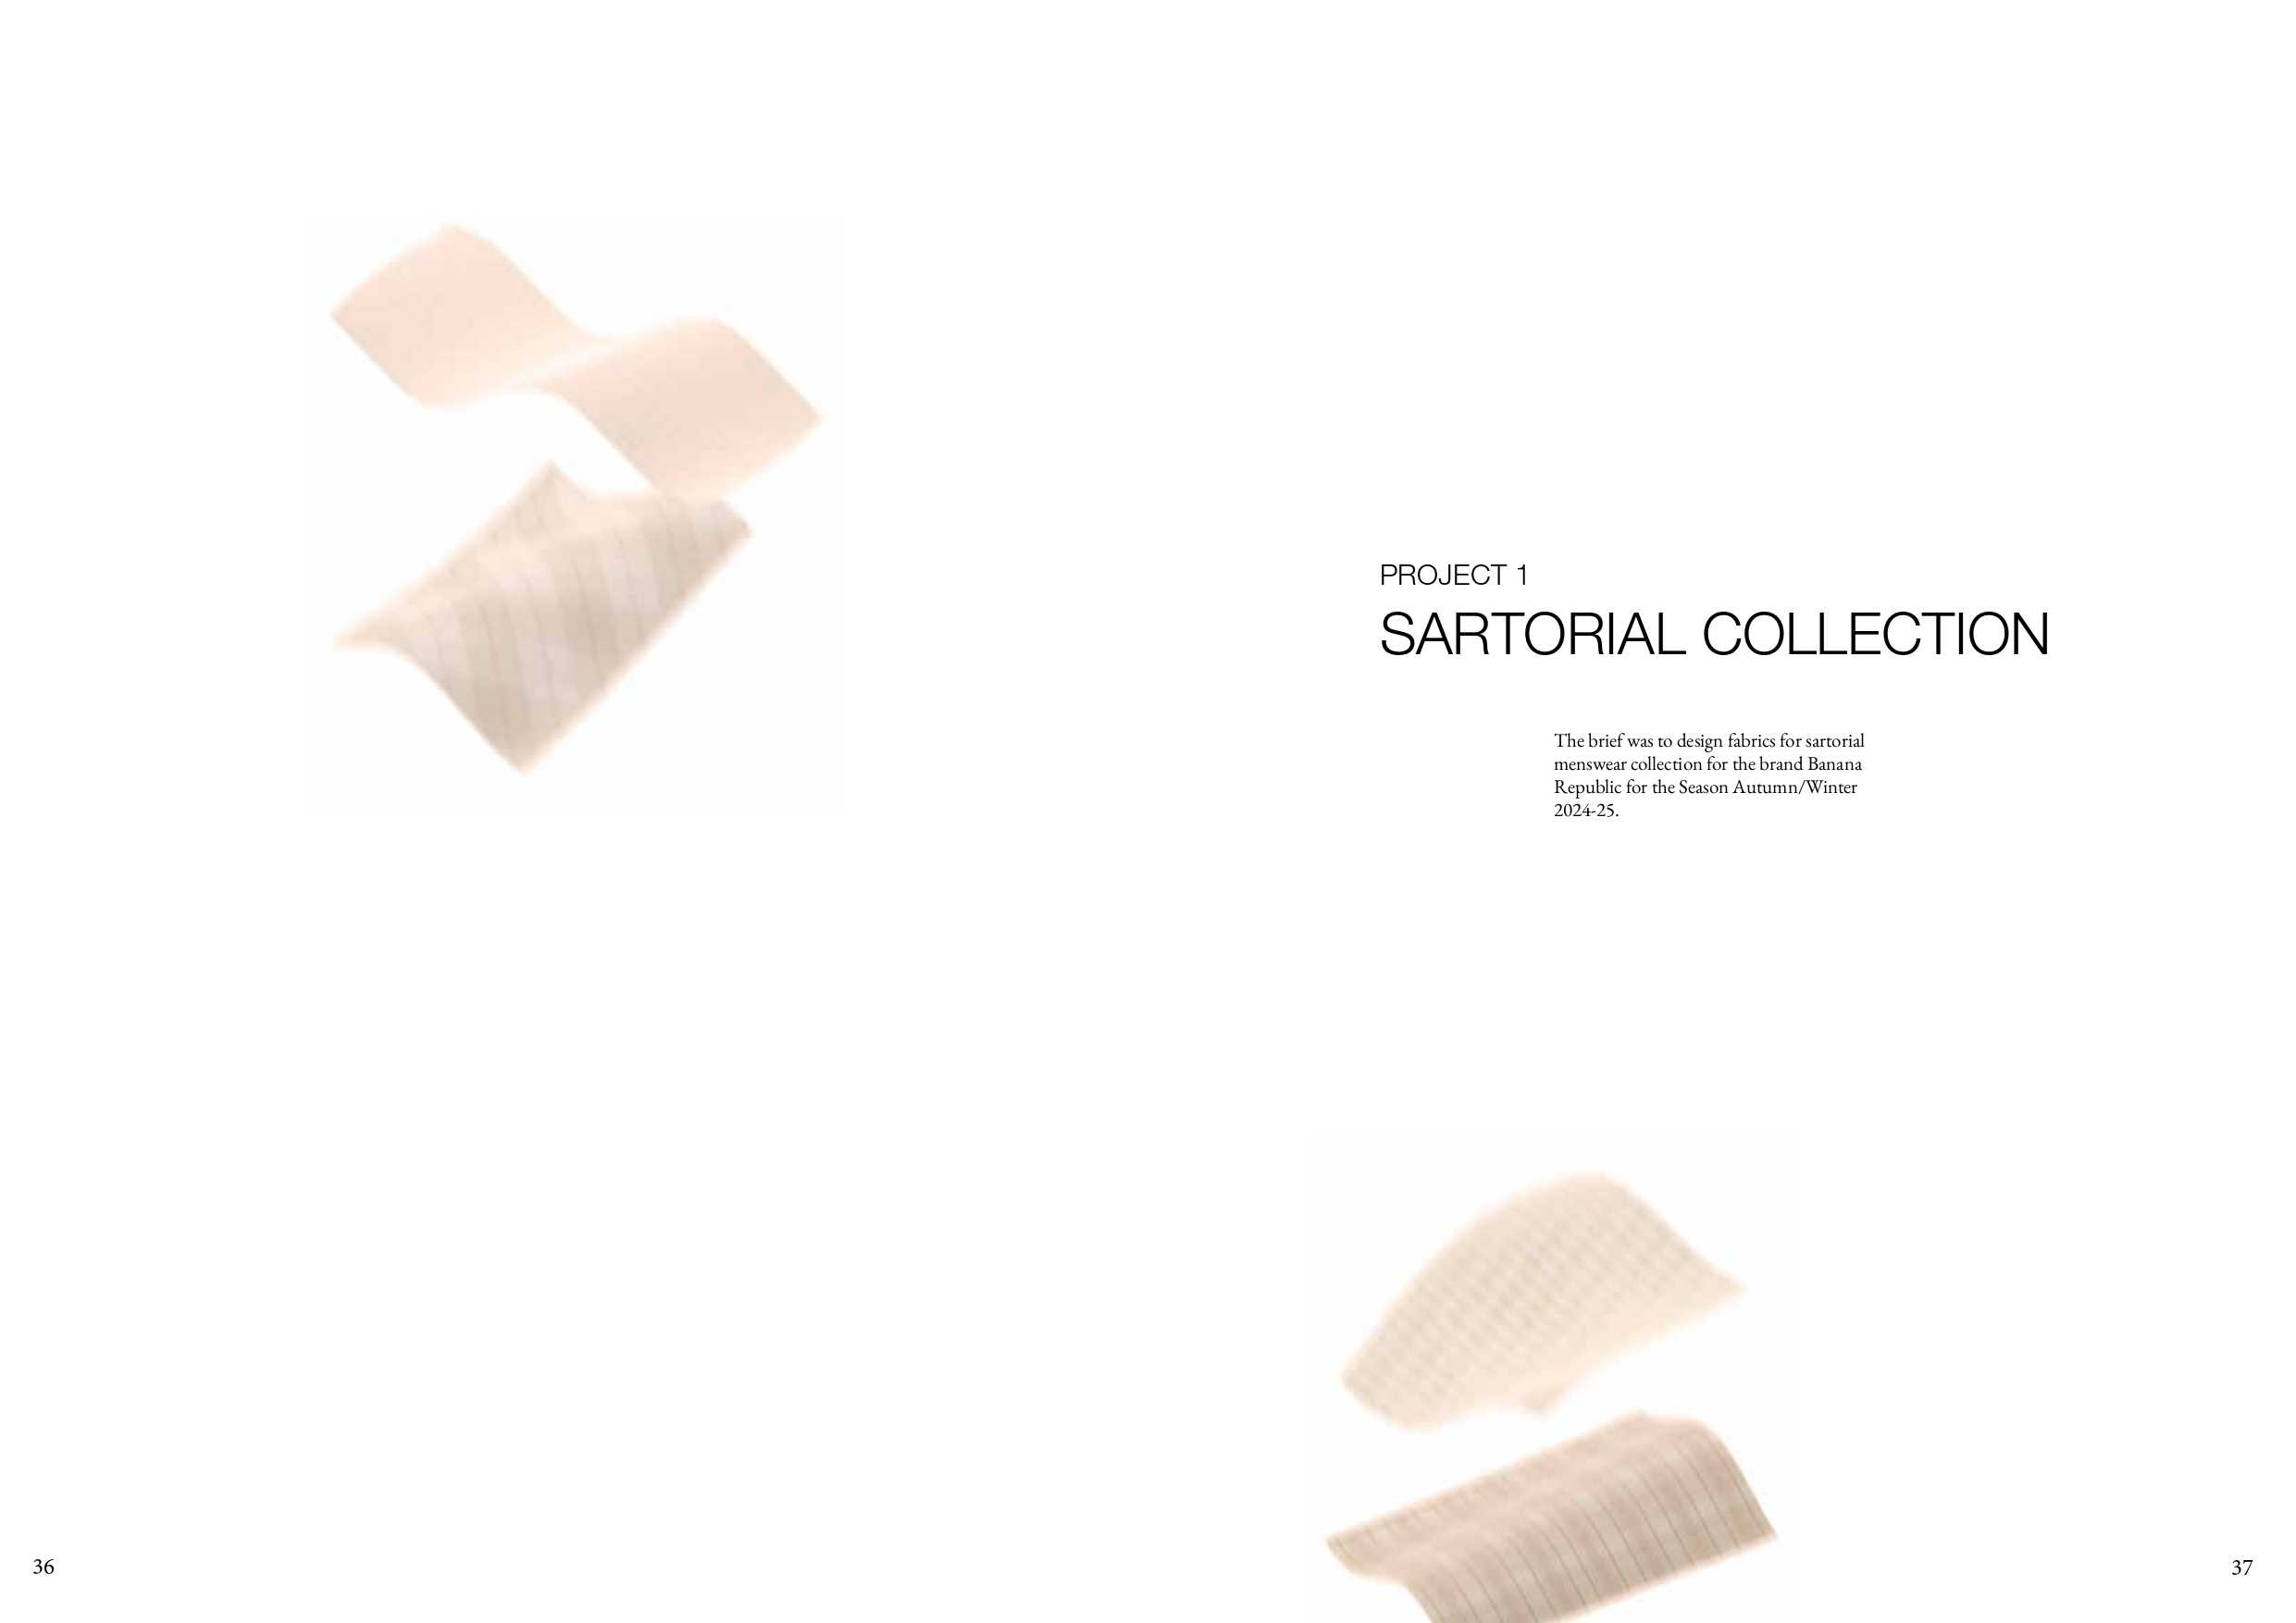 PROJECT 1
SARTORIAL COLLECTION
The brief was to design fabrics for sartorial
menswear collection for the brand Banana
Republic for the Season Autumn/Winter
2024-25.
36
37